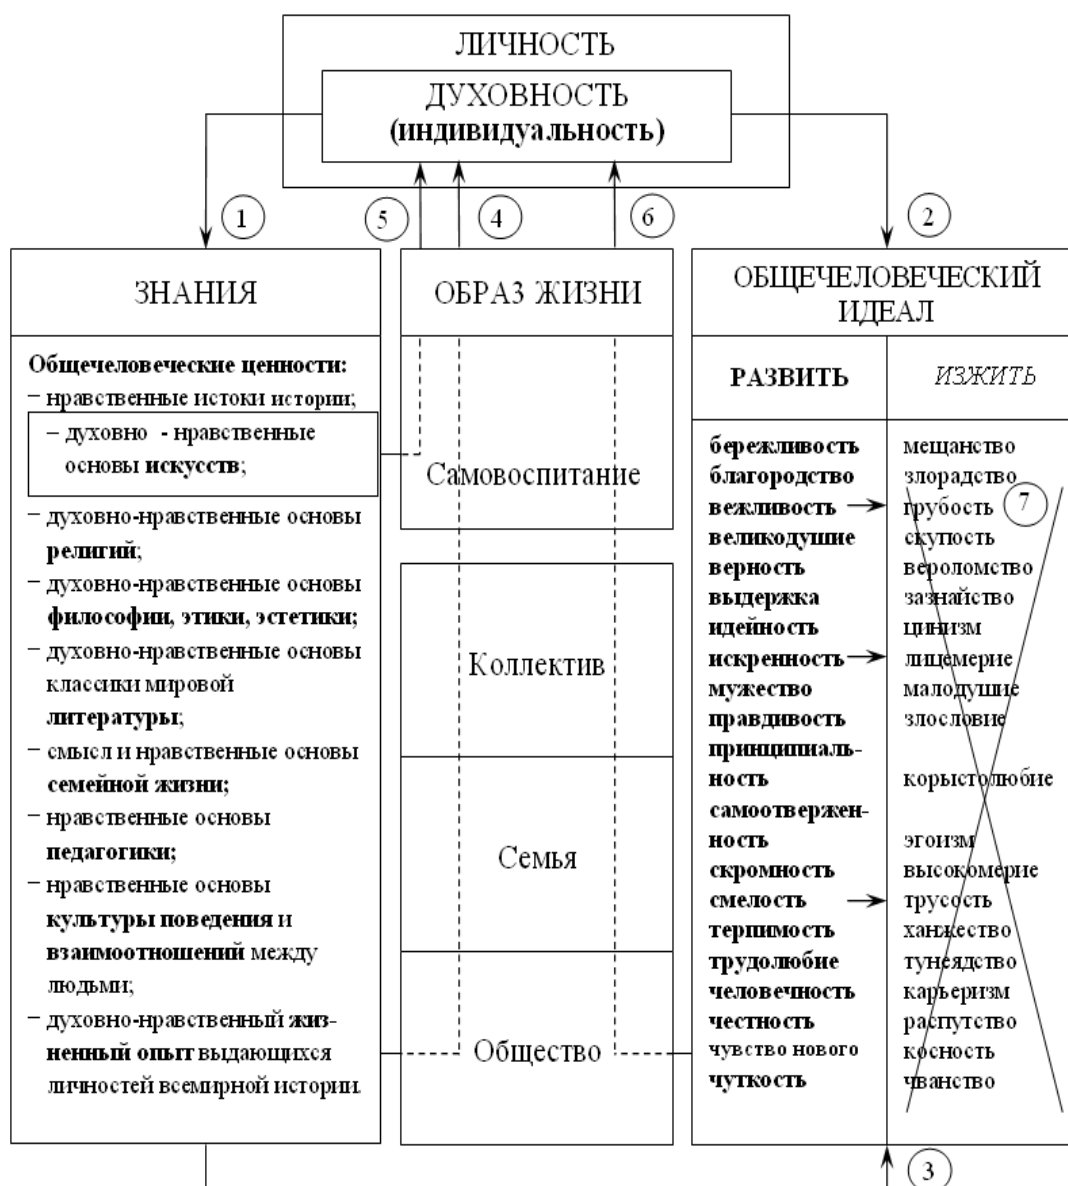 ЛИЧНОСТЬ
ДУХОВНОСТЬ
(индивидуальность)
1
5
4
6
2
ЗНАНИЯ
Общечеловеческие ценности:
– нравственные истоки истории;
– духовно - нравственные
основы искусств;
– духовно-нравственные основы
религий;
– духовно-нравственные основы
философии, этики, эстетики;
– духовно-нравственные основы
классики мировой
литературы;
– смысл и нравственные основы
семейной жизни;
– нравственные основы
педагогики;
– нравственные основы
культуры поведения и
взаимоотношений между
людьми;
– духовно-нравственный жиз-
ненный опыт выдающихся
личностей всемирной истории.
ОБРАЗ ЖИЗНИ
Самовоспитание
Коллектив
Семья
Общество
ОБЩЕЧЕЛОВЕЧЕСКИЙ
ИДЕАЛ
РАЗВИТЬ ИЗЖИТЬ
бережливость мещанство
благородство злорадство
вежливость грубость 7
великодушие скупость
верность вероломство
выдержка зазнайство
идейность цинизм
искренность лицемерие
мужество малодушие
правдивость злословие
принципиаль-
ность корыстолюбие
самоотвержен-
ность эгоизм
скромность высокомерие
смелость трусость
терпимость ханжество
трудолюбие тунеядство
человечность карьеризм
честность распутство
чувство нового косность
чуткость чванство
3